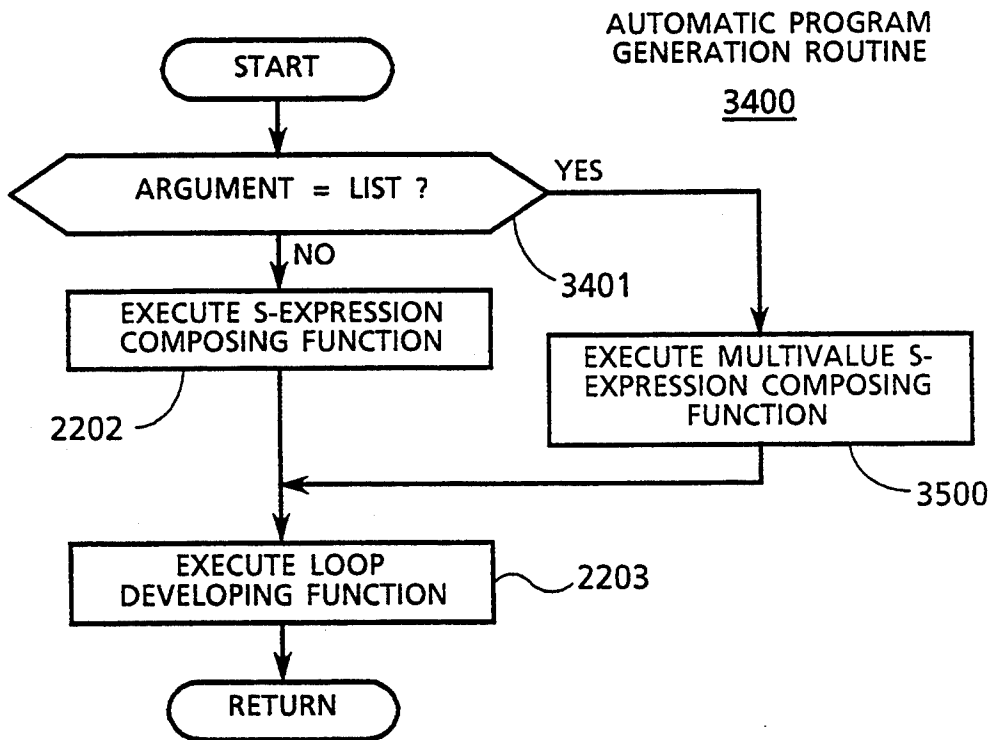 AUTOMATIC PROGRAM
GENERATION ROUTINE
3400
START
ARGUMENT = LIST ?
YES
NO
3401
EXECUTE S-EXPRESSION
COMPOSING FUNCTION
2202
EXECUTE MULTIVALUE S-
EXPRESSION COMPOSING
FUNCTION
3500
EXECUTE LOOP
DEVELOPING FUNCTION
2203
RETURN